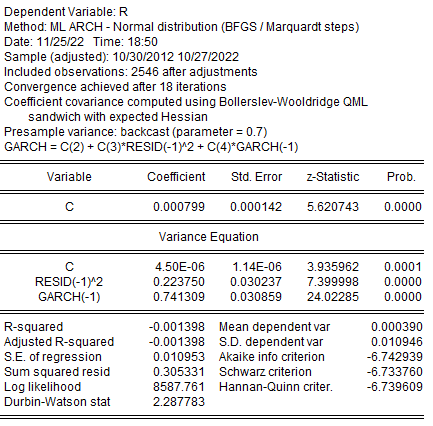 Dependent Variable: R
Method: ML ARCH - Normal distribution (BFGS / Marquardt steps)
Date: 11/25/22 Time: 18:50
Sample (adjusted): 10/30/2012 10/27/2022
Included observations: 2546 after adjustments
Convergence achieved after 18 iterations
Coefficient covariance computed using Bollerslev-Wooldridge QML
sandwich with expected Hessian
Presample variance: backcast (parameter = 0.7)
GARCH = C(2) + C(3)*RESID(-1)^2 + C(4)*GARCH(-1)
Variable Coefficient Std. Error z-Statistic Prob.
C 0.000799 0.000142 5.620743 0.0000
Variance Equation
C 4.50E-06 1.14E-06 3.935962 0.0001
RESID(-1)^2 0.223750 0.030237 7.399998 0.0000
GARCH(-1) 0.741309 0.030859 24.02285 0.0000
R-squared -0.001398 Mean dependent var 0.000390
Adjusted R-squared -0.001398 S.D. dependent var 0.010946
S.E. of regression 0.010953 Akaike info criterion -6.742939
Sum squared resid 0.305331 Schwarz criterion -6.733760
Log likelihood 8587.761 Hannan-Quinn criter. -6.739609
Durbin-Watson stat 2.287783